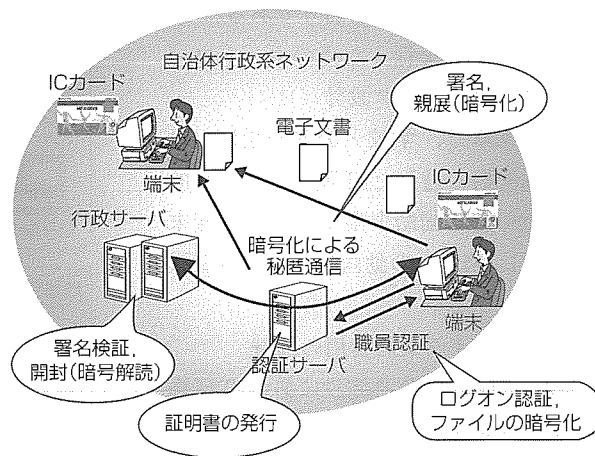 自治体行政系ネットワーク
ICカード
署名,
親展(暗号化)
電子文書
端末
ICカード
行政サーバ
暗号化による
秘匿通信
端末
署名検証,
開封(暗号解読)
認証サーバ
職員認証
証明書の発行
ログオン認証,
ファイルの暗号化